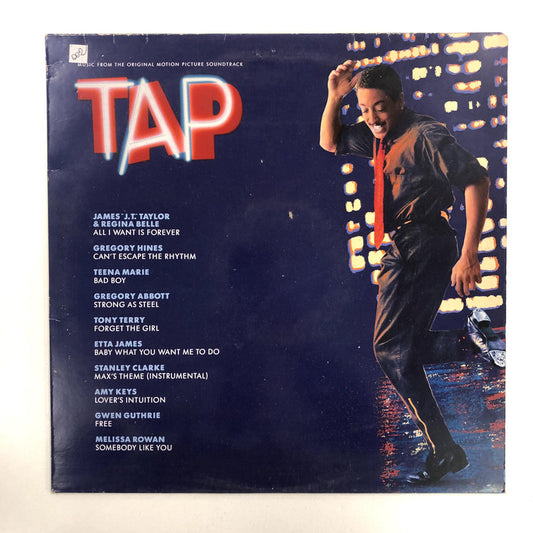 MUSIC FROM THE ORIGINAL MOTION PICTURE SOUNDTRACK
TAP
JAMES "J.T." TAYLOR
& REGINA BELLE
ALL I WANT IS FOREVER
GREGORY HINES
CAN'T ESCAPE THE RHYTHM
TEENA MARIE
BAD BOY
GREGORY ABBOTT
STRONG AS STEEL
TONY TERRY
FORGET THE GIRL
ETTA JAMES
BABY WHAT YOU WANT ME TO DO
STANLEY CLARKE
MAX'S THEME (INSTRUMENTAL)
AMY KEYS
LOVER'S INTUITION
GWEN GUTHRIE
FREE
MELISSA ROWAN
SOMEBODY LIKE YOU